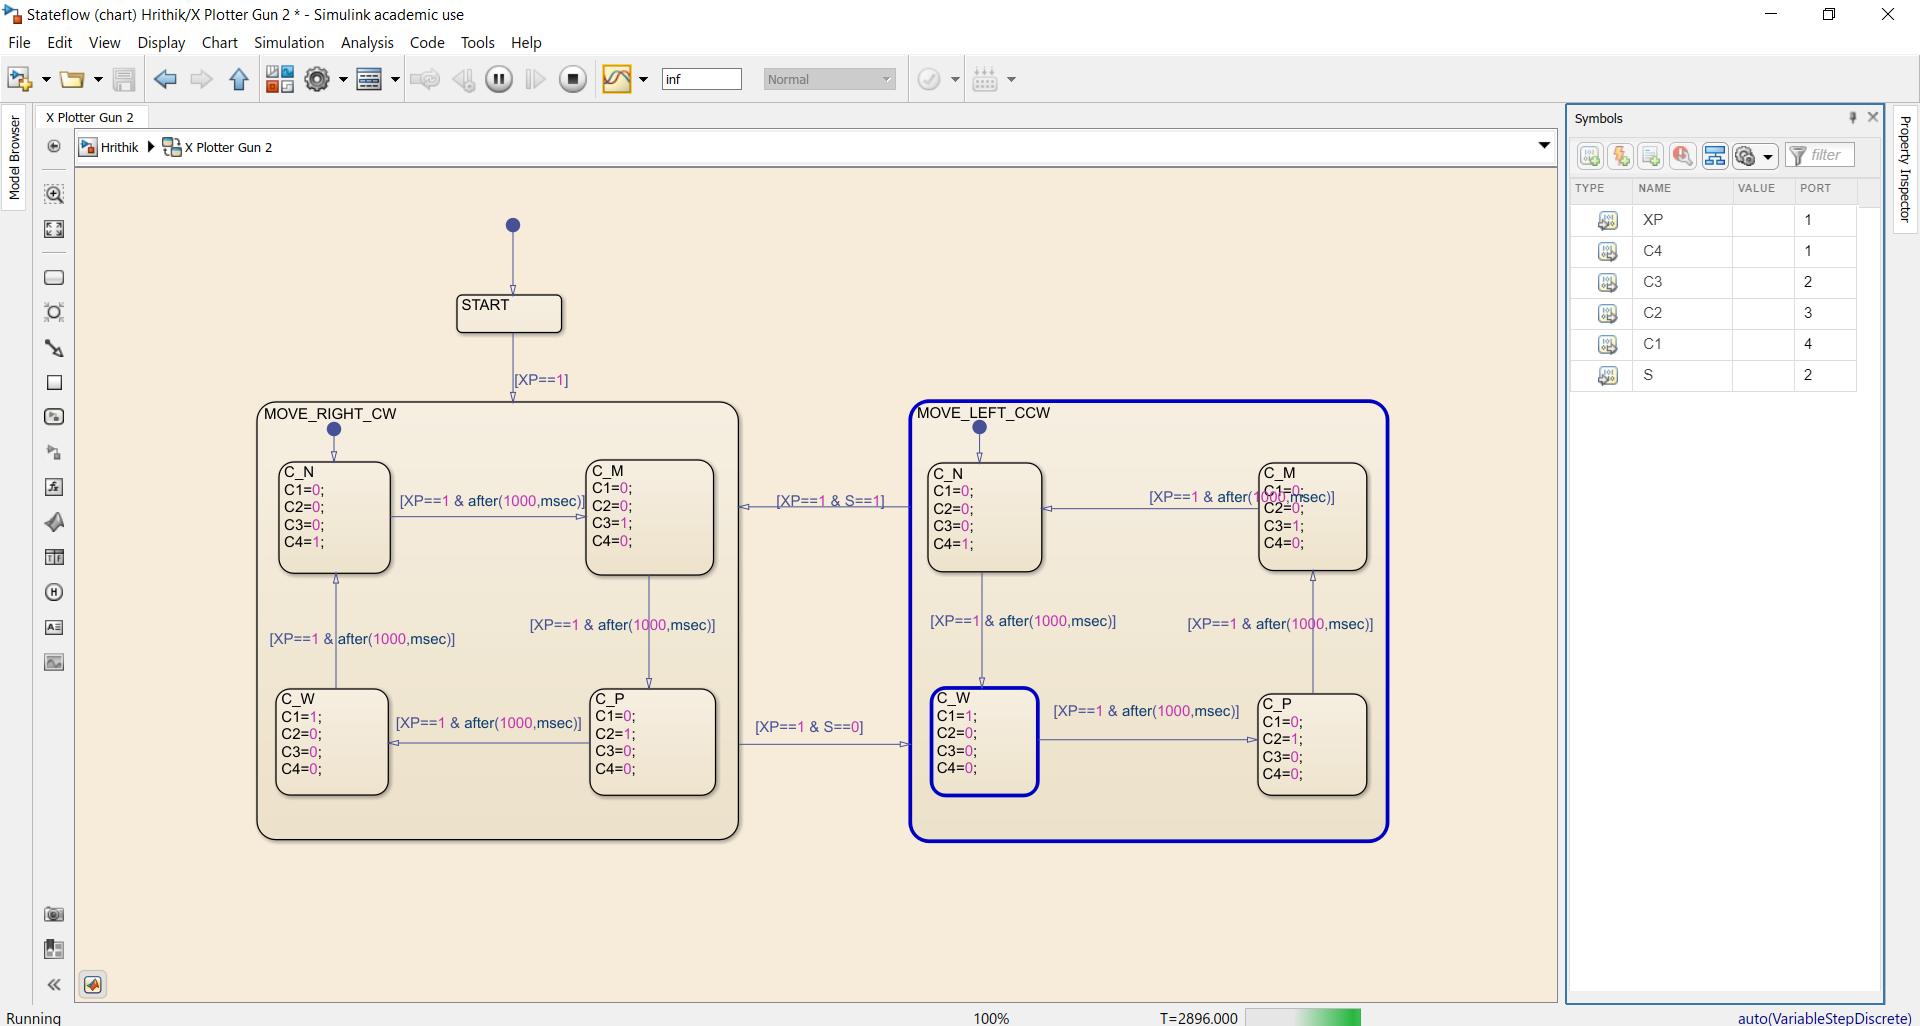 Stateflow (chart) Hrithik/X Plotter Gun 2 * - Simulink academic use
File Edit View Display Chart Simulation Analysis Code Tools Help
inf
Normal
Model Browser
X Plotter Gun 2
Hrithik
X Plotter Gun 2
START
[XP==1]
MOVE_RIGHT_CW
C_N
C1=0;
C2=0;
C3=0;
C4=1;
[XP==1 & after(1000,msec)]
C_M
C1=0;
C2=0;
C3=1;
C4=0;
[XP==1 & after(1000,msec)]
[XP==1 & after(1000,msec)]
C_W
C1=1;
C2=0;
C3=0;
C4=0;
[XP==1 & after(1000,msec)]
C_P
C1=0;
C2=1;
C3=0;
C4=0;
[XP==1 & S==1]
[XP==1 & S==0]
MOVE_LEFT_CCW
C_N
C1=0;
C2=0;
C3=0;
C4=1;
[XP==1 & after(1000,msec)]
C_M
C1=0;
C2=0;
C3=1;
C4=0;
[XP==1 & after(1000,msec)]
[XP==1 & after(1000,msec)]
C_W
C1=1;
C2=0;
C3=0;
C4=0;
[XP==1 & after(1000,msec)]
C_P
C1=0;
C2=1;
C3=0;
C4=0;
Symbols
filter
TYPE NAME VALUE PORT
XP 1
C4 1
C3 2
C2 3
C1 4
S 2
Property Inspector
Running
100%
T=2896.000
auto(VariableStepDiscrete)